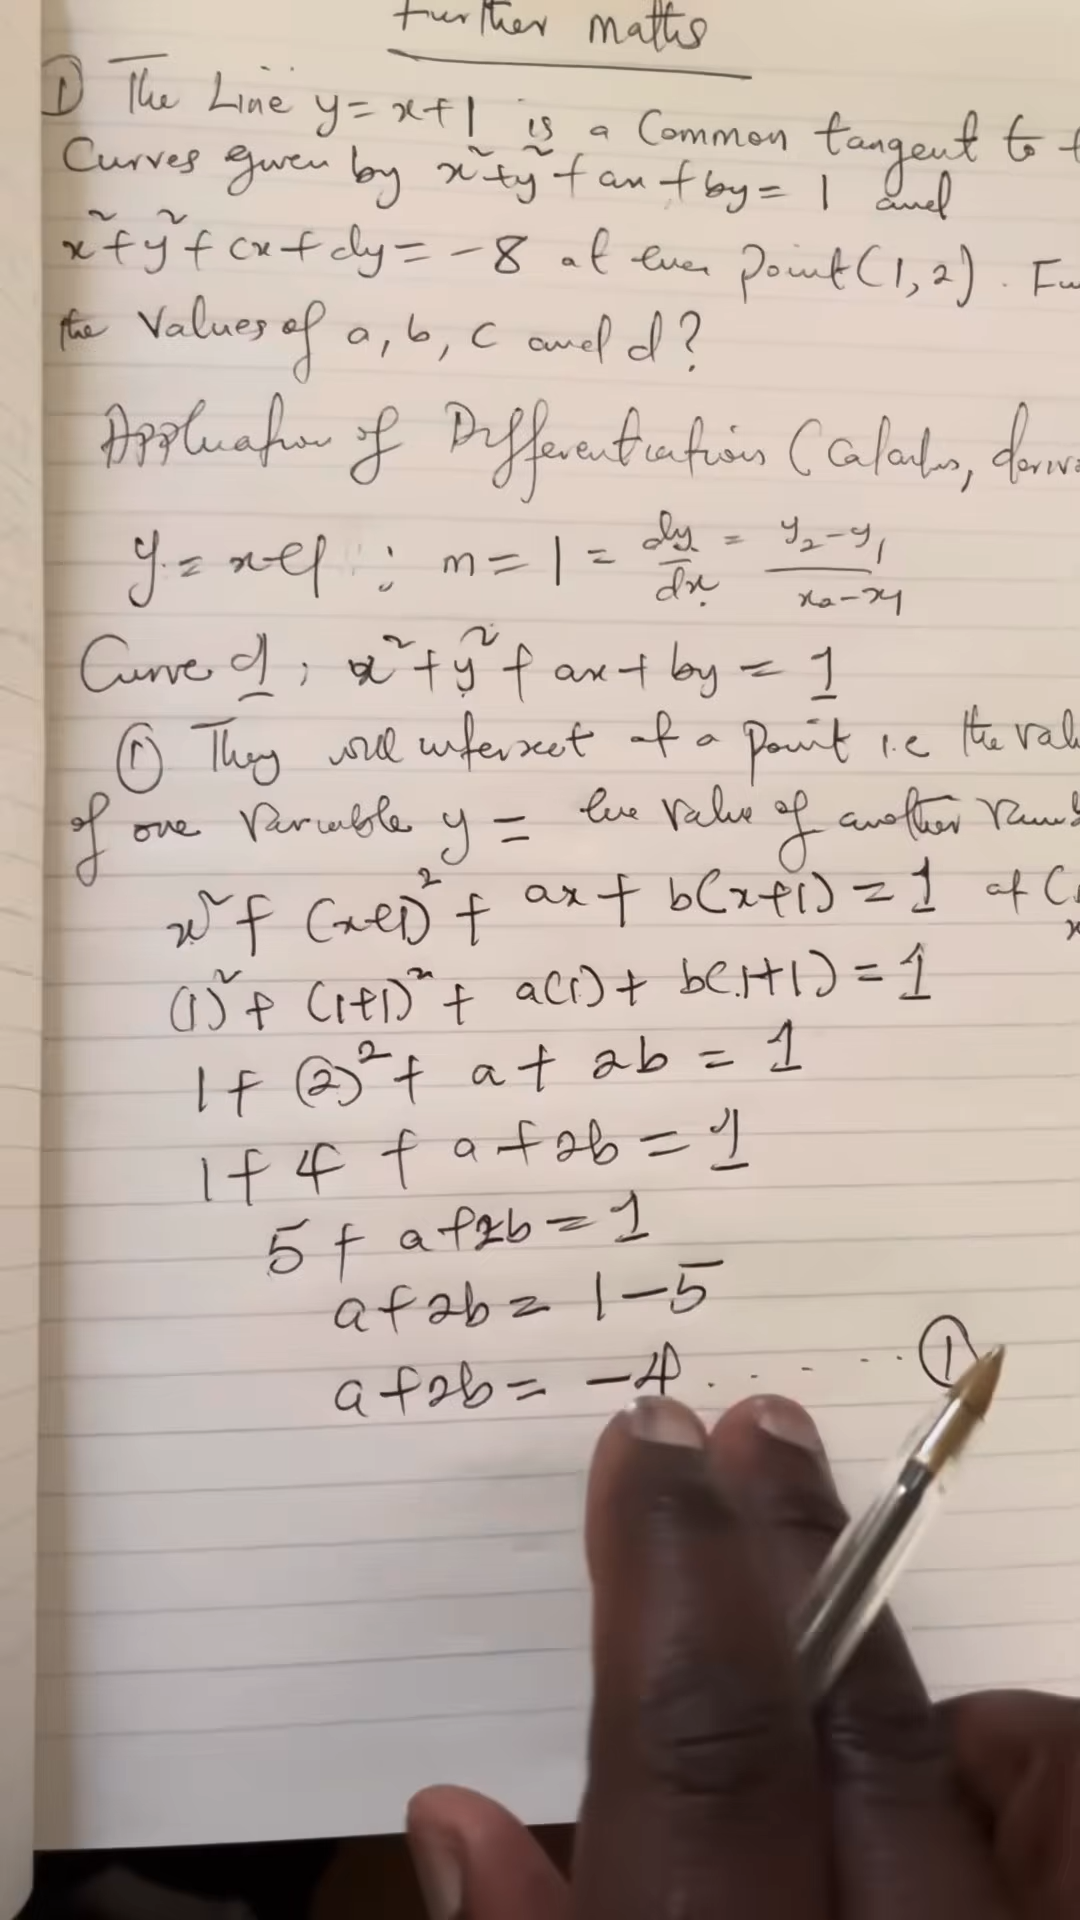 Further Maths
① The Line y = x+1 is a Common tangent to
Curves given by x²+y²+ax+by = 1 and
x²+y²+cx+dy = -8 at point (1, 2).
the Values of a, b, c and d?
Application of Differentiation (Calculus,
y = x+1 ; m = 1 = dy/dx = y₂-y₁/x₂-x₁
Curve 1; x²+y²+ax+by = 1
① They will intersect at a point i.e the
of one Variable y = the value of another
x² + (x+1)² + ax + b(x+1) = 1 at
(1)² + (1+1)² + a(1) + b(1+1) = 1
1 + (2)² + a + 2b = 1
1 + 4 + a + 2b = 1
5 + a + 2b = 1
a + 2b = 1 - 5
a + 2b = -4 . . . . . ①